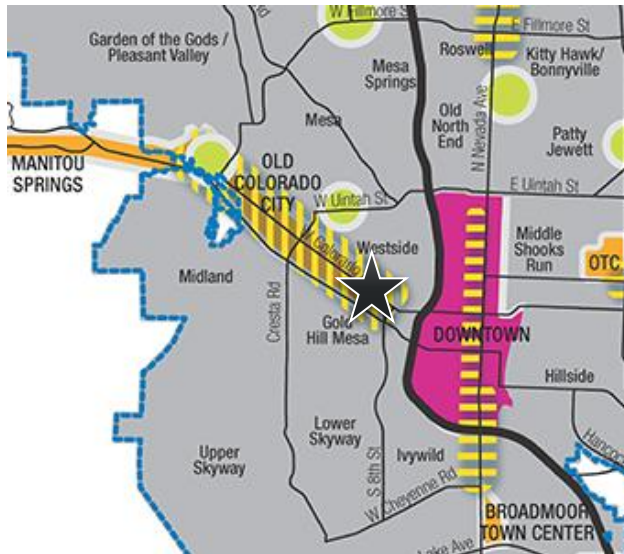 W Fillmore St
E Fillmore St
Garden of the Gods /
Pleasant Valley
Roswell
Kitty Hawk/
Bonnyville
Mesa
Springs
Mesa
Old
North
End
N Nevada Ave
Patty
Jewett
MANITOU
SPRINGS
OLD
COLORADO
CITY
W Uintah St
E Uintah St
Westside
Middle
Shooks
Run
OTC
W Colorado
Midland
Cresta Rd
Gold
Hill Mesa
DOWNTOWN
Hillside
Lower
Skyway
S 8th St
Upper
Skyway
Ivywild
W Cheyenne Rd
Hancock
BROADMOOR
TOWN CENTER
Lake Ave